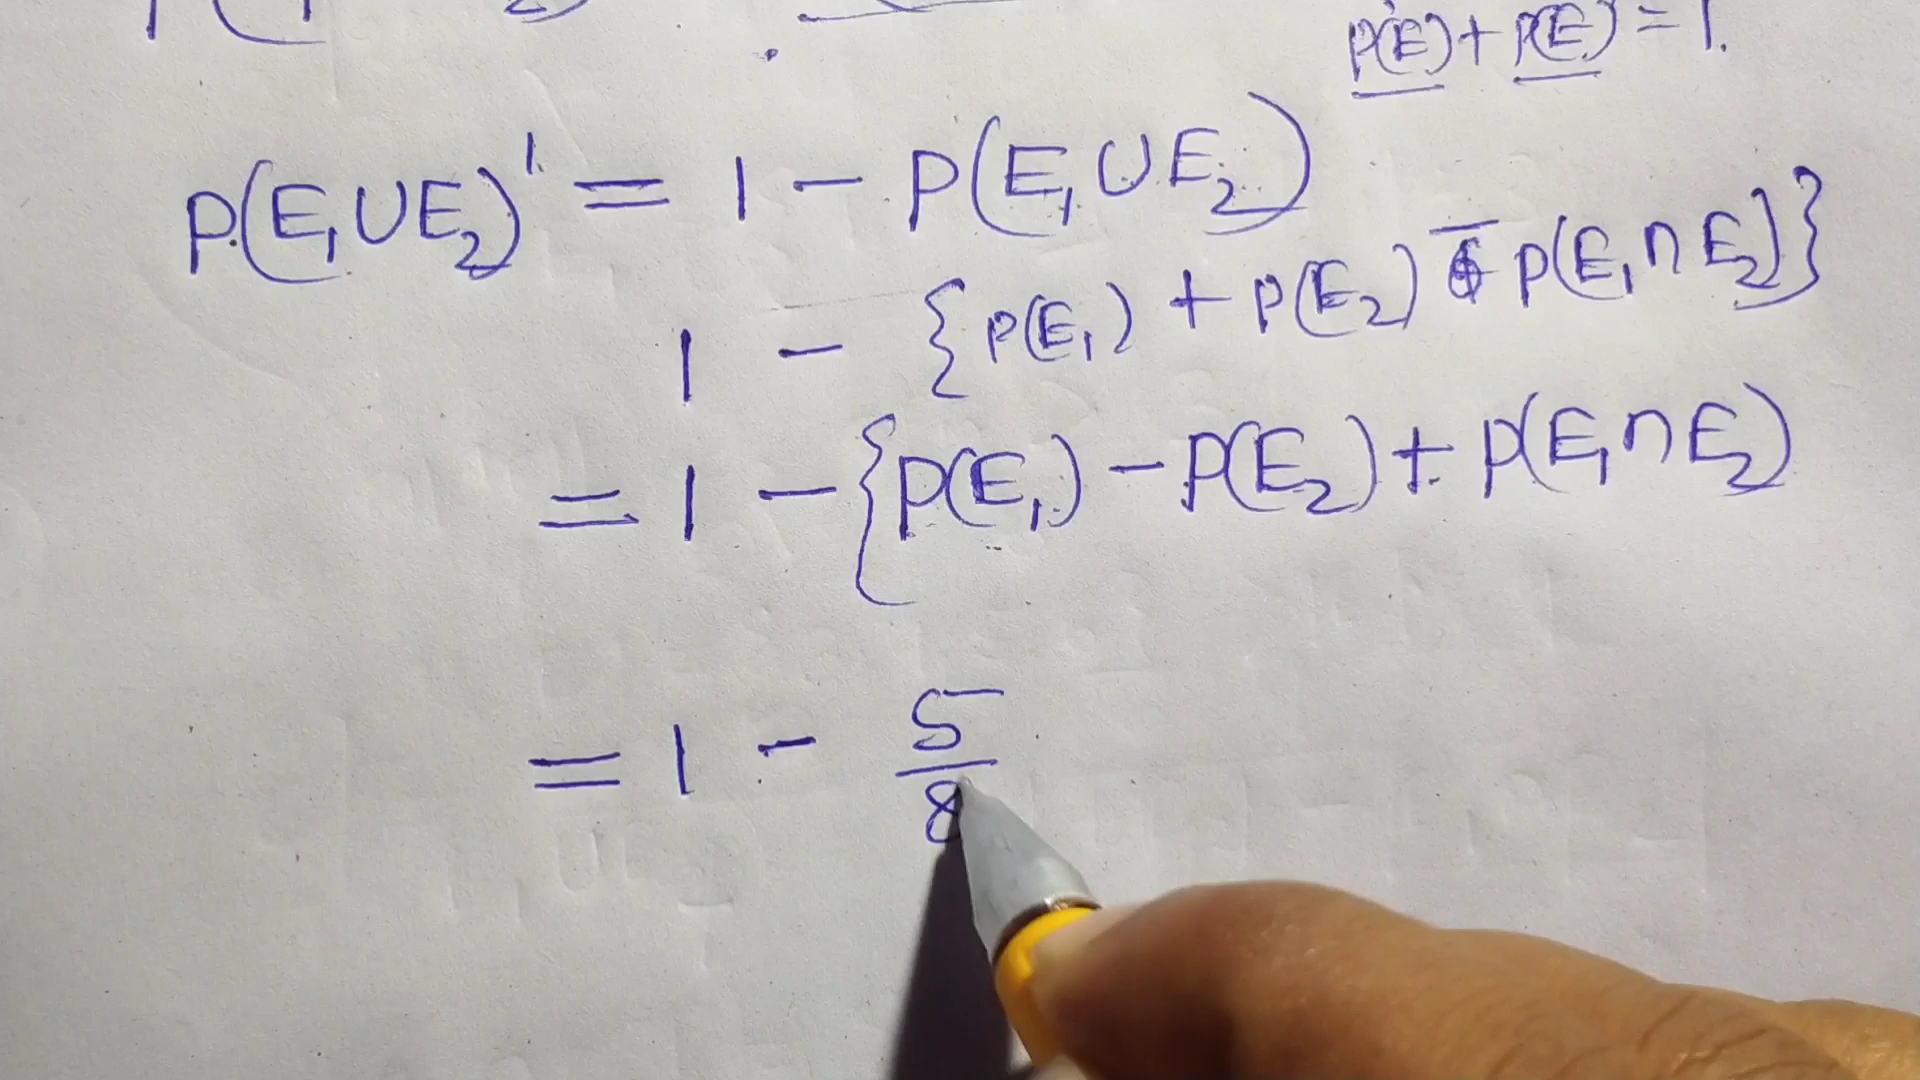 P(E) + P(E)' = 1.
P(E₁∪E₂)' = 1 - P(E₁∪E₂)
1 - {P(E₁) + P(E₂) - P(E₁∩E₂)}
= 1 - {P(E₁) - P(E₂) + P(E₁∩E₂)
= 1 - 5/8